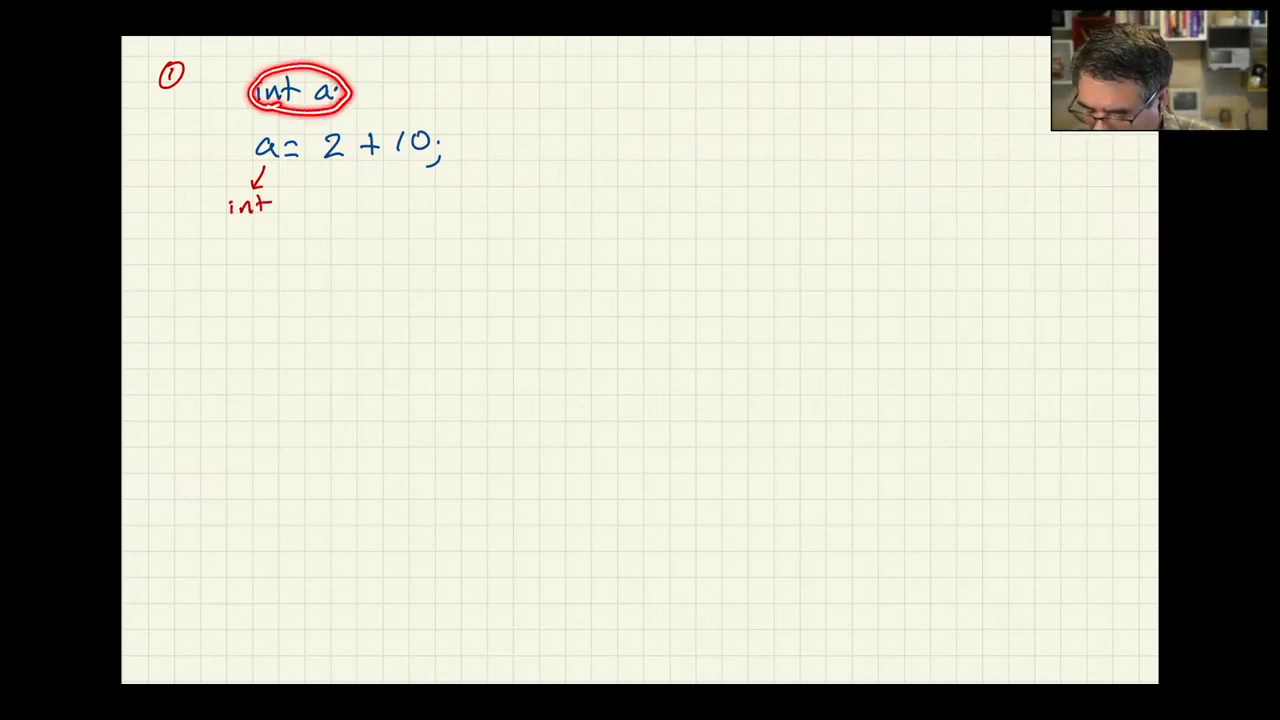 ① int a;
a = 2 + 10;
int